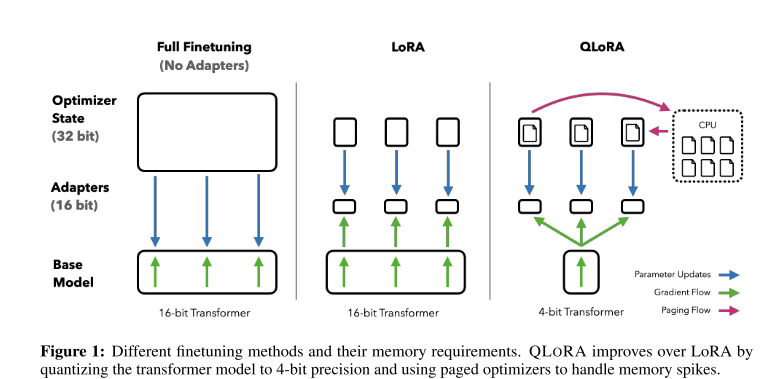 Full Finetuning
(No Adapters)
LoRA
QLoRA
Optimizer
State
(32 bit)
CPU
Adapters
(16 bit)
Base
Model
16-bit Transformer
16-bit Transformer
4-bit Transformer
Parameter Updates
Gradient Flow
Paging Flow
Figure 1: Different finetuning methods and their memory requirements. QLORA improves over LoRA by
quantizing the transformer model to 4-bit precision and using paged optimizers to handle memory spikes.